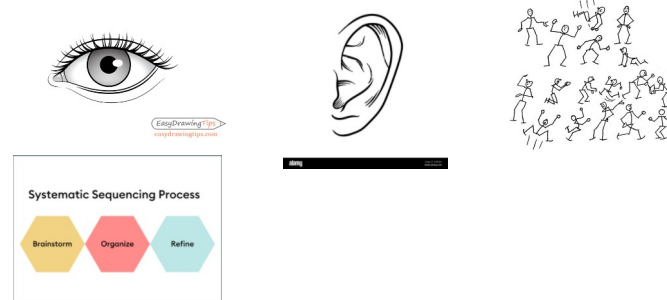 EasyDrawingTips
easydrawingtips.com
alamy
Systematic Sequencing Process
Brainstorm
Organize
Refine